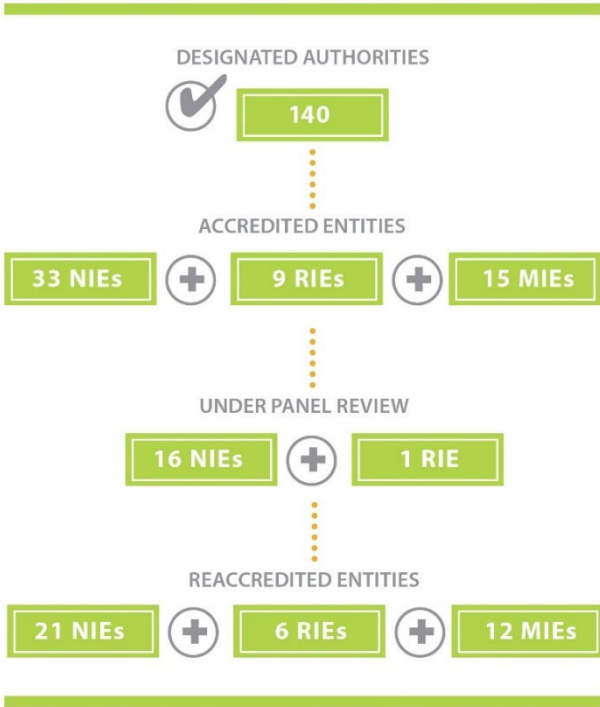 DESIGNATED AUTHORITIES
140
ACCREDITED ENTITIES
33 NIEs + 9 RIEs + 15 MIEs
UNDER PANEL REVIEW
16 NIEs + 1 RIE
REACCREDITED ENTITIES
21 NIEs + 6 RIEs + 12 MIEs